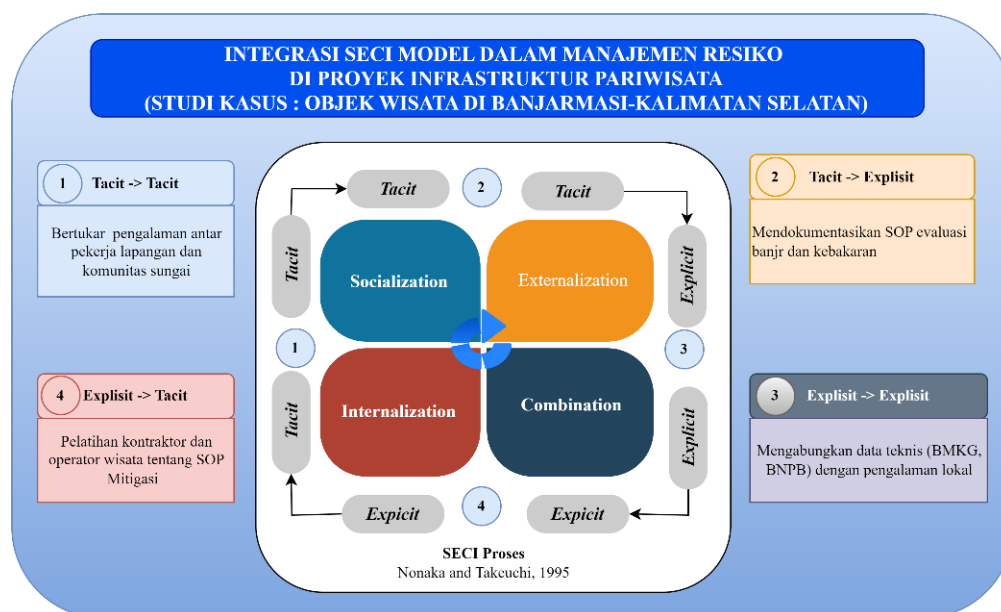 INTEGRASI SECI MODEL DALAM MANAJEMEN RESIKO
DI PROYEK INFRASTRUKTUR PARIWISATA
(STUDI KASUS : OBJEK WISATA DI BANJARMASI-KALIMATAN SELATAN)
1
Tacit -> Tacit
Bertukar pengalaman antar
pekerja lapangan dan
komunitas sungai
2
Tacit -> Explisit
Mendokumentasikan SOP evaluasi
banjr dan kebakaran
Tacit
2
Tacit
Tacit
Explicit
Socialization
Externalization
1
3
Internalization
Combination
Tacit
Explicit
Expicit
4
Expicit
SECI Proses
Nonaka and Takeuchi, 1995
4
Explisit -> Tacit
Pelatihan kontraktor dan
operator wisata tentang SOP
Mitigasi
3
Explisit -> Explisit
Mengabungkan data teknis (BMKG,
BNPB) dengan pengalaman lokal